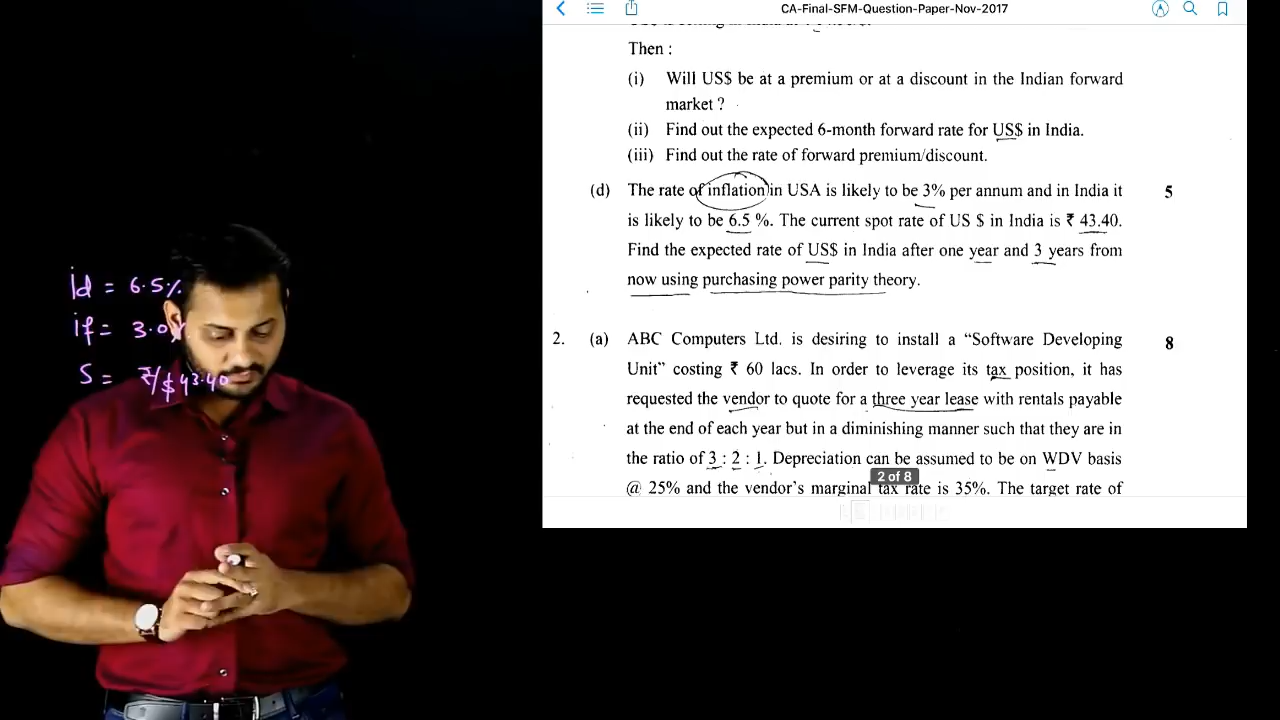 CA-Final-SFM-Question-Paper-Nov-2017
Then :
(i) Will US$ be at a premium or at a discount in the Indian forward
market ?
(ii) Find out the expected 6-month forward rate for US$ in India.
(iii) Find out the rate of forward premium/discount.
(d) The rate of inflation in USA is likely to be 3% per annum and in India it 5
is likely to be 6.5 %. The current spot rate of US $ in India is ₹ 43.40.
Find the expected rate of US$ in India after one year and 3 years from
now using purchasing power parity theory.
2. (a) ABC Computers Ltd. is desiring to install a “Software Developing 8
Unit” costing ₹ 60 lacs. In order to leverage its tax position, it has
requested the vendor to quote for a three year lease with rentals payable
at the end of each year but in a diminishing manner such that they are in
the ratio of 3 : 2 : 1. Depreciation can be assumed to be on WDV basis
@ 25% and the vendor’s marginal tax rate is 35%. The target rate of
2 of 8
id = 6.5%
if = 3.0%
S = ₹/$ 43.40